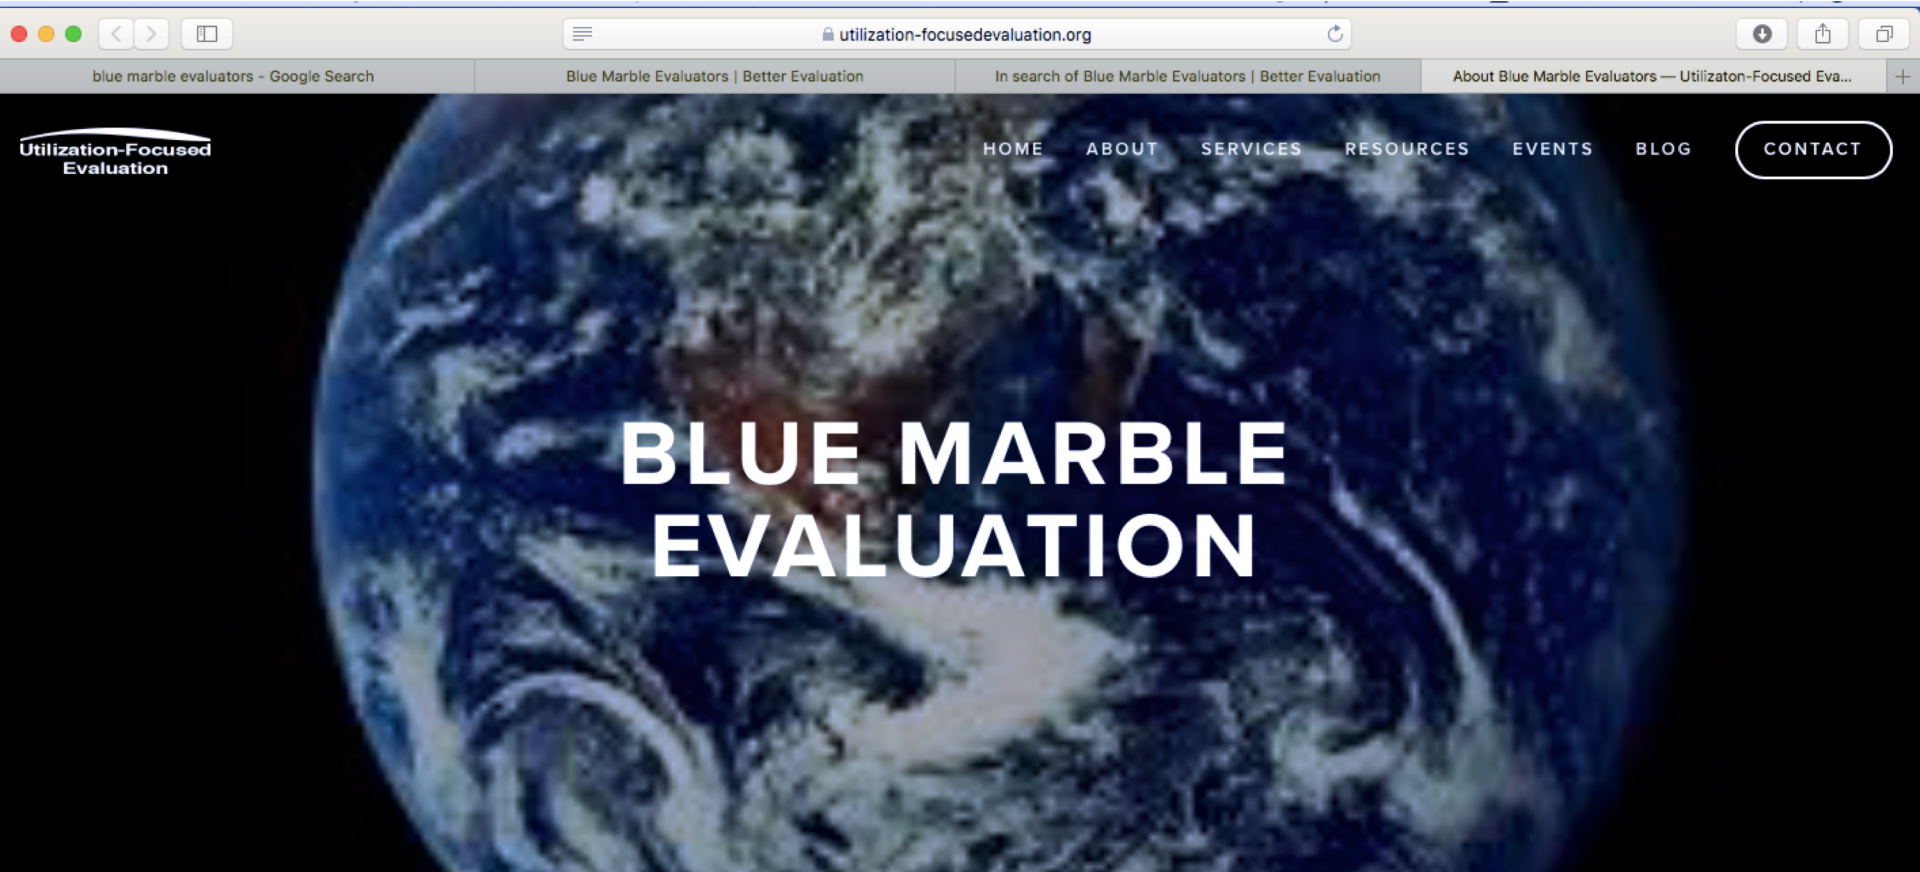 utilization-focusedevaluation.org
blue marble evaluators - Google Search
Blue Marble Evaluators | Better Evaluation
In search of Blue Marble Evaluators | Better Evaluation
About Blue Marble Evaluators — Utilizaton-Focused Eva...
Utilization-Focused
Evaluation
HOME
ABOUT
SERVICES
RESOURCES
EVENTS
BLOG
CONTACT
BLUE MARBLE
EVALUATION